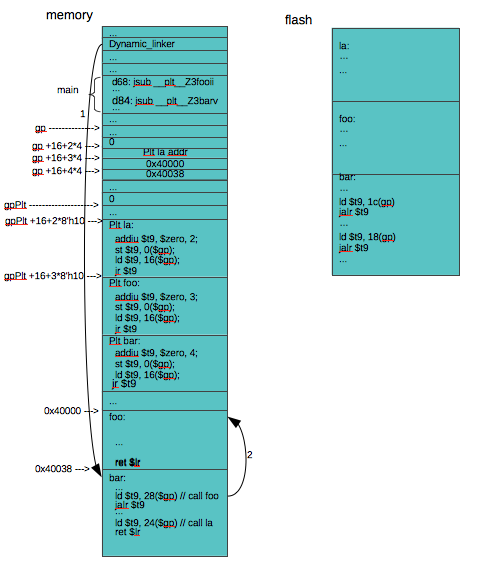 memory
flash
...
Dynamic_linker
...
...
main
d68: jsub __plt__Z3fooii
...
d84: jsub __plt__Z3barv
...
1
...
gp --------------->
...
gp +16+2*4 --->
0
gp +16+3*4 --->
Plt la addr
0x40000
gp +16+4*4 --->
0x40038
...
gpPlt --------------------->
0
gpPlt +16+2*8'h10 --->
...
Plt la:
addiu $t9, $zero, 2;
st $t9, 0($gp);
ld $t9, 16($gp);
jr $t9
gpPlt +16+3*8'h10 --->
Plt foo:
addiu $t9, $zero, 3;
st $t9, 0($gp);
ld $t9, 16($gp);
jr $t9
Plt bar:
addiu $t9, $zero, 4;
st $t9, 0($gp);
ld $t9, 16($gp);
jr $t9
...
0x40000 --->
foo:
...
ret $lr
2
0x40038 --->
bar:
...
ld $t9, 28($gp) // call foo
jalr $t9
...
ld $t9, 24($gp) // call la
ret $lr
la:
...
...
foo:
...
...
bar:
...
ld $t9, 1c(gp)
jalr $t9
...
ld $t9, 18(gp)
jalr $t9
...